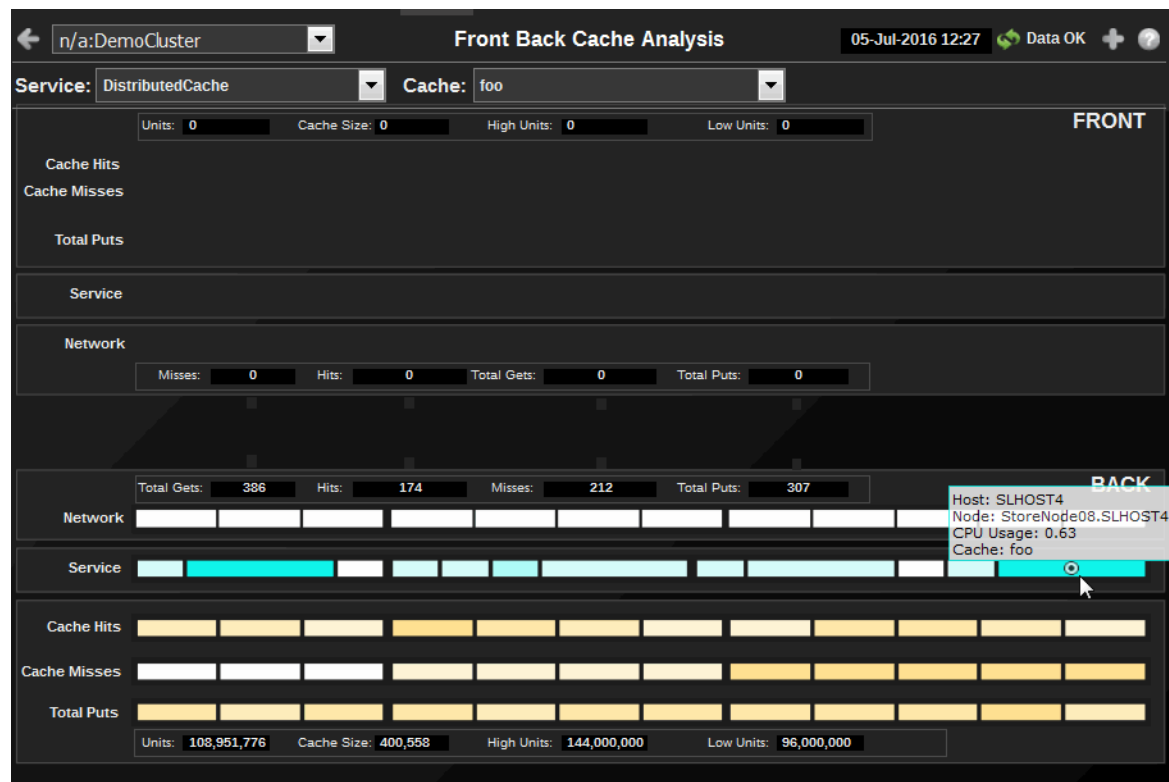 n/a:DemoCluster Front Back Cache Analysis 05-Jul-2016 12:27 Data OK ?
Service: DistributedCache Cache: foo
FRONT
Units: 0 Cache Size: 0 High Units: 0 Low Units: 0
Cache Hits
Cache Misses
Total Puts
Service
Network
Misses: 0 Hits: 0 Total Gets: 0 Total Puts: 0
BACK
Total Gets: 386 Hits: 174 Misses: 212 Total Puts: 307
Host: SLHOST4
Node: StoreNode08.SLHOST4
CPU Usage: 0.63
Cache: foo
Network
Service
Cache Hits
Cache Misses
Total Puts
Units: 108,951,776 Cache Size: 400,558 High Units: 144,000,000 Low Units: 96,000,000